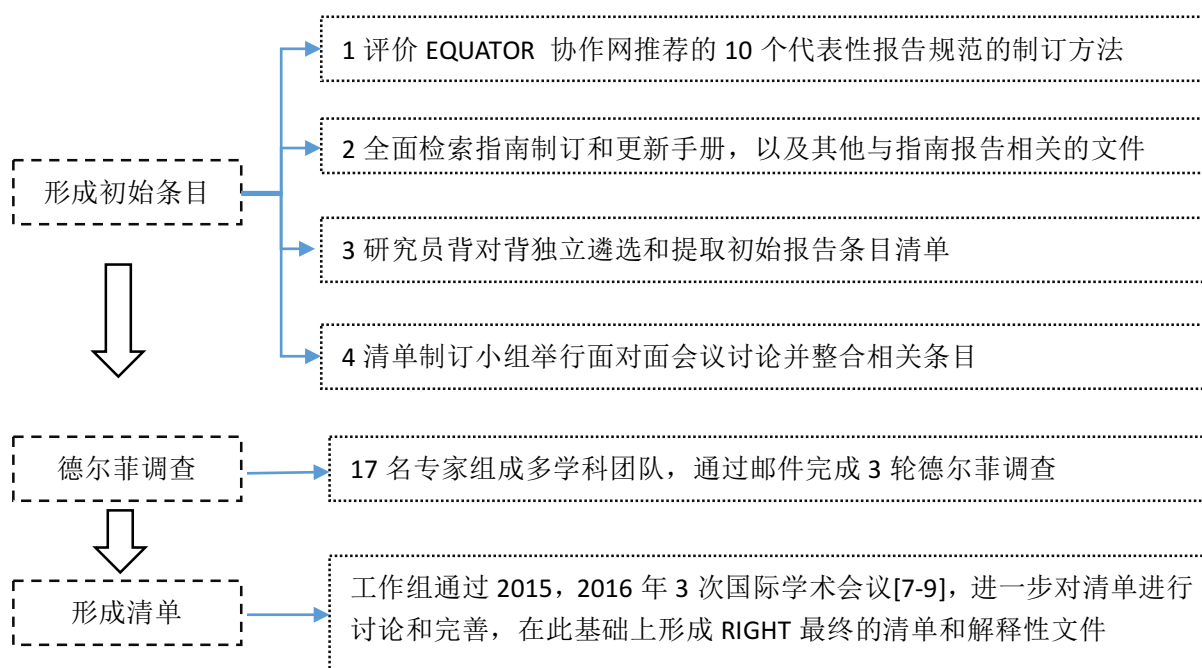 1 评价 EQUATOR 协作网推荐的 10 个代表性报告规范的制订方法
2 全面检索指南制订和更新手册，以及其他与指南报告相关的文件
形成初始条目
3 研究员背对背独立遴选和提取初始报告条目清单
4 清单制订小组举行面对面会议讨论并整合相关条目
德尔菲调查
17 名专家组成多学科团队，通过邮件完成 3 轮德尔菲调查
形成清单
工作组通过 2015，2016 年 3 次国际学术会议[7-9]，进一步对清单进行
讨论和完善，在此基础上形成 RIGHT 最终的清单和解释性文件